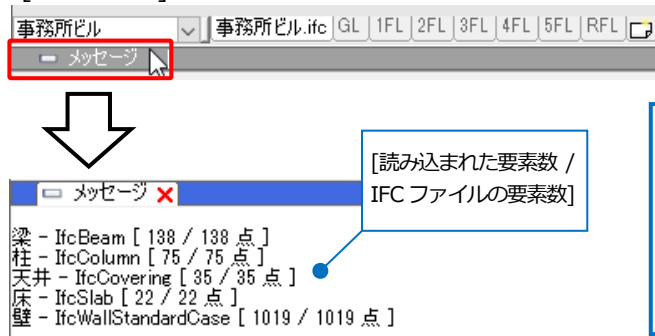 事務所ビル 事務所ビル.ifc GL 1FL 2FL 3FL 4FL 5FL RFL
メッセージ
[読み込まれた要素数 /
IFC ファイルの要素数]
メッセージ
梁 - IfcBeam [ 138 / 138 点 ]
柱 - IfcColumn [ 75 / 75 点 ]
天井 - IfcCovering [ 35 / 35 点 ]
床 - IfcSlab [ 22 / 22 点 ]
壁 - IfcWallStandardCase [ 1019 / 1019 点 ]